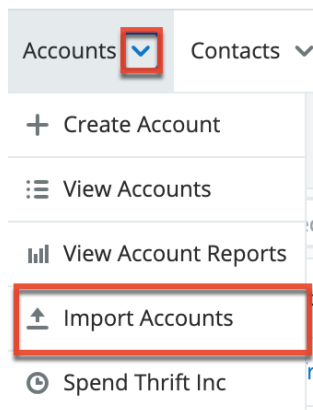 Accounts Contacts
Create Account
View Accounts
View Account Reports
Import Accounts
Spend Thrift Inc